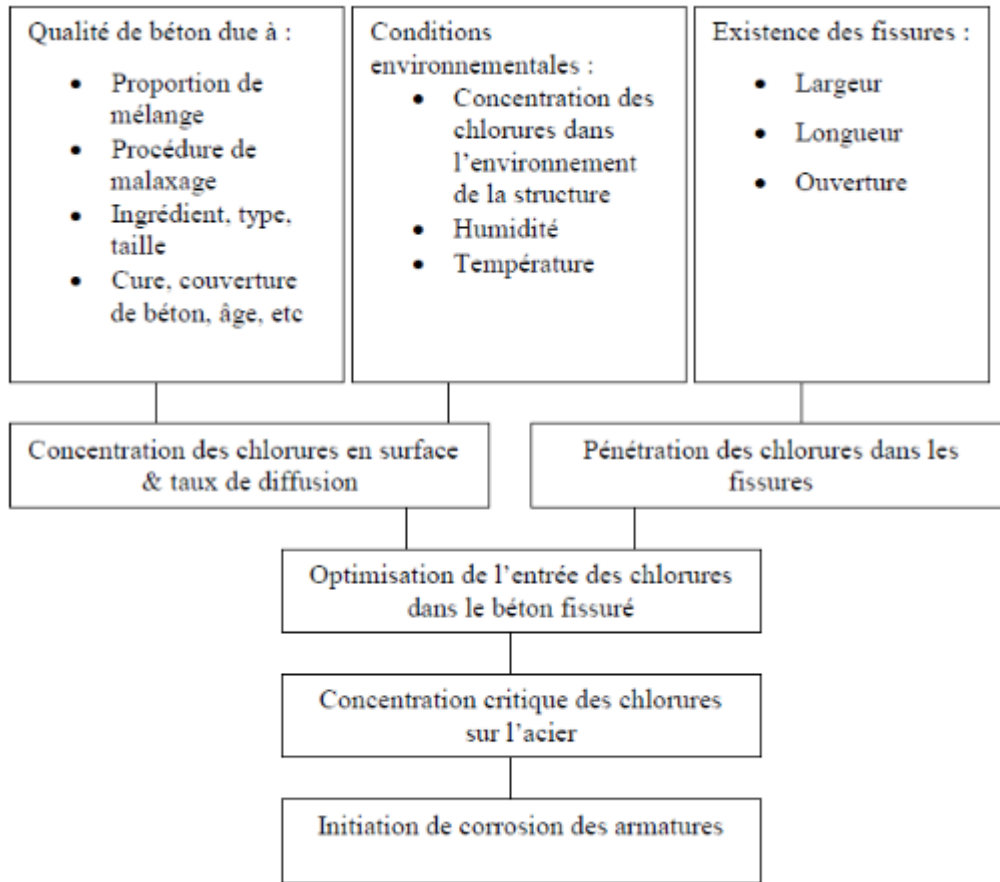 Qualité de béton due à :
• Proportion de
mélange
• Procédure de
malaxage
• Ingrédient, type,
taille
• Cure, couverture
de béton, âge, etc
Conditions
environnementales :
• Concentration des
chlorures dans
l’environnement
de la structure
• Humidité
• Température
Existence des fissures :
• Largeur
• Longueur
• Ouverture
Concentration des chlorures en surface
& taux de diffusion
Pénétration des chlorures dans les
fissures
Optimisation de l’entrée des chlorures
dans le béton fissuré
Concentration critique des chlorures
sur l’acier
Initiation de corrosion des armatures